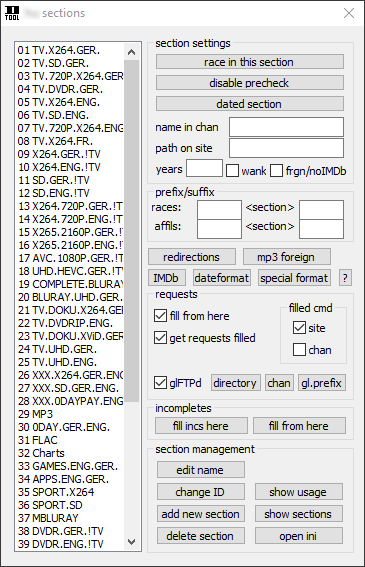 TOOL
sections
01 TV.X264.GER.
02 TV.SD.GER.
03 TV.720P.X264.GER.
04 TV.DVDR.GER.
05 TV.X264.ENG.
06 TV.SD.ENG.
07 TV.720P.X264.ENG
08 TV.X264.FR.
09 X264.GER.!TV
10 X264.ENG.!TV
11 SD.GER.!TV
12 SD.ENG.!TV
13 X264.720P.GER.!TV
14 X264.720P.ENG.!T
15 X265.2160P.GER.!T
16 X265.2160P.ENG.!T
17 AVC.1080P.GER.!T
18 UHD.HEVC.GER.!TV
19 COMPLETE.BLURAY
20 BLURAY.UHD.GER.
21 TV.DOKU.X264.GER
22 TV.DVDRIP.ENG.
23 TV.DOKU.XViD.GER
24 TV.UHD.GER.
25 TV.UHD.ENG.
26 XXX.X264.ENG.GER
27 XXX.SD.GER.ENG.
28 XXX.0DAYPAY.ENG.
29 MP3
30 0DAY.GER.ENG.
31 FLAC
32 Charts
33 GAMES.ENG.GER.
34 APPS.ENG.GER.
35 SPORT.X264
36 SPORT.SD
37 MBLURAY
38 DVDR.GER.!TV
39 DVDR.ENG.!TV
section settings
race in this section
disable precheck
dated section
name in chan
path on site
years wank frgn/noIMDb
prefix/suffix
races: <section>
affils: <section>
redirections mp3 foreign
IMDb dateformat special format ?
requests
fill from here
get requests filled
filled cmd
site
chan
glFTPd directory chan gl.prefix
incompletes
fill incs here fill from here
section management
edit name
change ID show usage
add new section show sections
delete section open ini